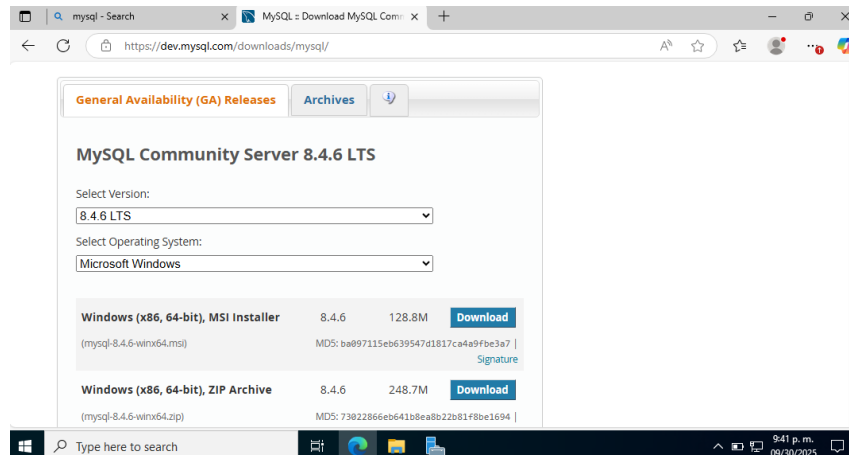 mysql - Search
MySQL :: Download MySQL Com
https://dev.mysql.com/downloads/mysql/
General Availability (GA) Releases
Archives
MySQL Community Server 8.4.6 LTS
Select Version:
8.4.6 LTS
Select Operating System:
Microsoft Windows
Windows (x86, 64-bit), MSI Installer 8.4.6 128.8M Download
(mysql-8.4.6-winx64.msi) MD5: ba097115eb639547d1817ca4a9fbe3a7 |
Signature
Windows (x86, 64-bit), ZIP Archive 8.4.6 248.7M Download
(mysql-8.4.6-winx64.zip) MD5: 73022866eb641b8ea8b22b81f8be1694 |
Type here to search
9:41 p. m.
09/30/2025